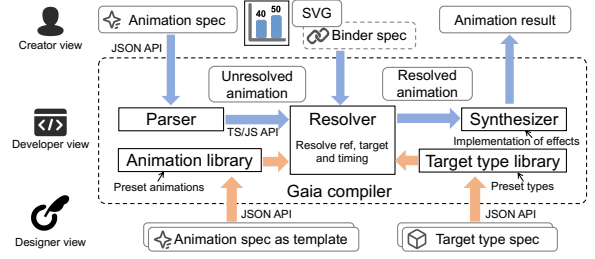 Creator view
Animation spec
JSON API
40
50
SVG
Binder spec
Animation result
Unresolved
animation
Resolved
animation
Developer view
Parser
TS/JS API
Resolver
Resolve ref, target
and timing
Synthesizer
Implementation of effects
Animation library
Preset animations
Target type library
Preset types
Gaia compiler
Designer view
JSON API
Animation spec as template
JSON API
Target type spec